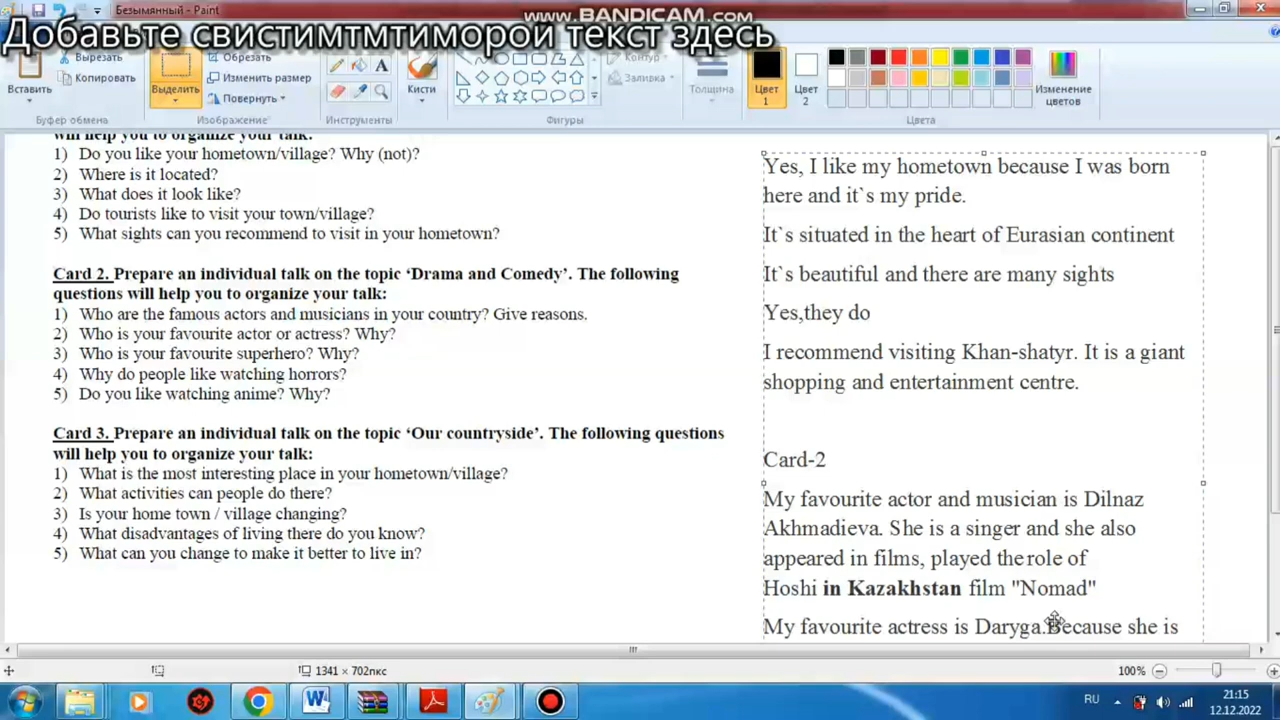 Безымянный - Paint
www.BANDICAM.com
Добавьте свистимтмтиморой текст здесь
Вставить
Вырезать
Копировать
Буфер обмена
Выделить
Обрезать
Изменить размер
Повернуть
Изображение
Инструменты
Кисти
Контур
Заливка
Фигуры
Толщина
Цвет 1
Цвет 2
Изменение цветов
Цвета
will help you to organize your talk:
1) Do you like your hometown/village? Why (not)?
2) Where is it located?
3) What does it look like?
4) Do tourists like to visit your town/village?
5) What sights can you recommend to visit in your hometown?
Card 2. Prepare an individual talk on the topic ‘Drama and Comedy’. The following
questions will help you to organize your talk:
1) Who are the famous actors and musicians in your country? Give reasons.
2) Who is your favourite actor or actress? Why?
3) Who is your favourite superhero? Why?
4) Why do people like watching horrors?
5) Do you like watching anime? Why?
Card 3. Prepare an individual talk on the topic ‘Our countryside’. The following questions
will help you to organize your talk:
1) What is the most interesting place in your hometown/village?
2) What activities can people do there?
3) Is your home town / village changing?
4) What disadvantages of living there do you know?
5) What can you change to make it better to live in?
Yes, I like my hometown because I was born
here and it`s my pride.
It`s situated in the heart of Eurasian continent
It`s beautiful and there are many sights
Yes,they do
I recommend visiting Khan-shatyr. It is a giant
shopping and entertainment centre.
Card-2
My favourite actor and musician is Dilnaz
Akhmadieva. She is a singer and she also
appeared in films, played the role of
Hoshi in Kazakhstan film "Nomad"
My favourite actress is Daryga.Because she is
1341 × 702пкс
100%
RU
21:15
12.12.2022